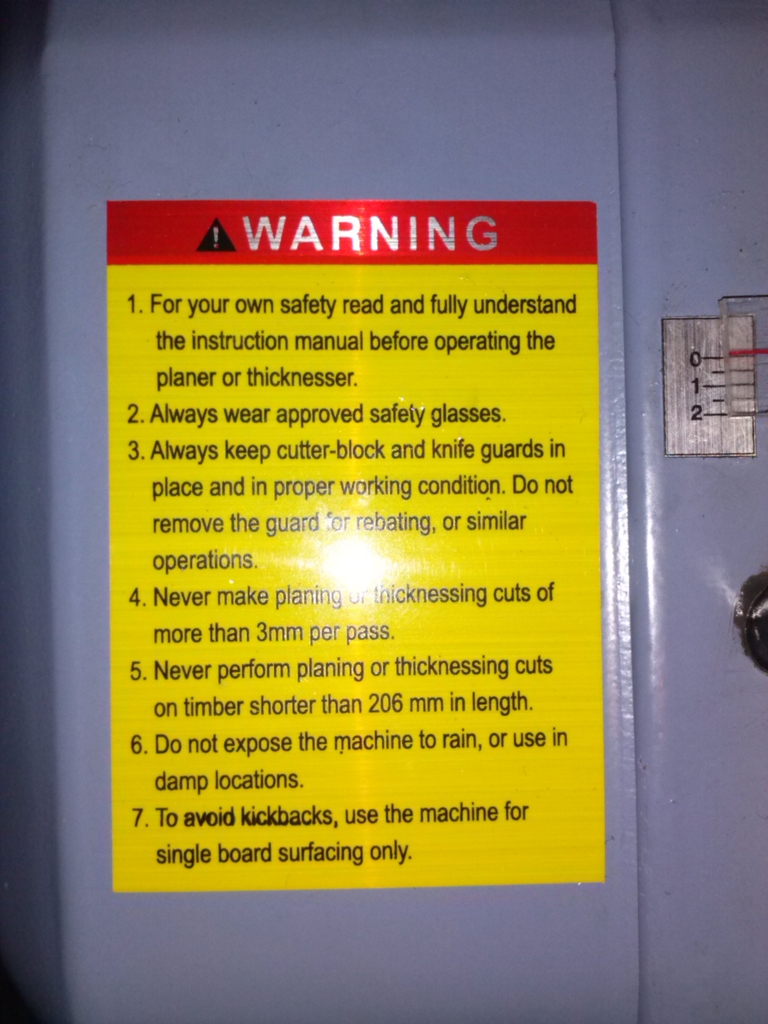 WARNING
1. For your own safety read and fully understand
the instruction manual before operating the
planer or thicknesser.
2. Always wear approved safety glasses.
3. Always keep cutter-block and knife guards in
place and in proper working condition. Do not
remove the guard for rebating, or similar
operations.
4. Never make planing or thicknessing cuts of
more than 3mm per pass.
5. Never perform planing or thicknessing cuts
on timber shorter than 206 mm in length.
6. Do not expose the machine to rain, or use in
damp locations.
7. To avoid kickbacks, use the machine for
single board surfacing only.
0
1
2